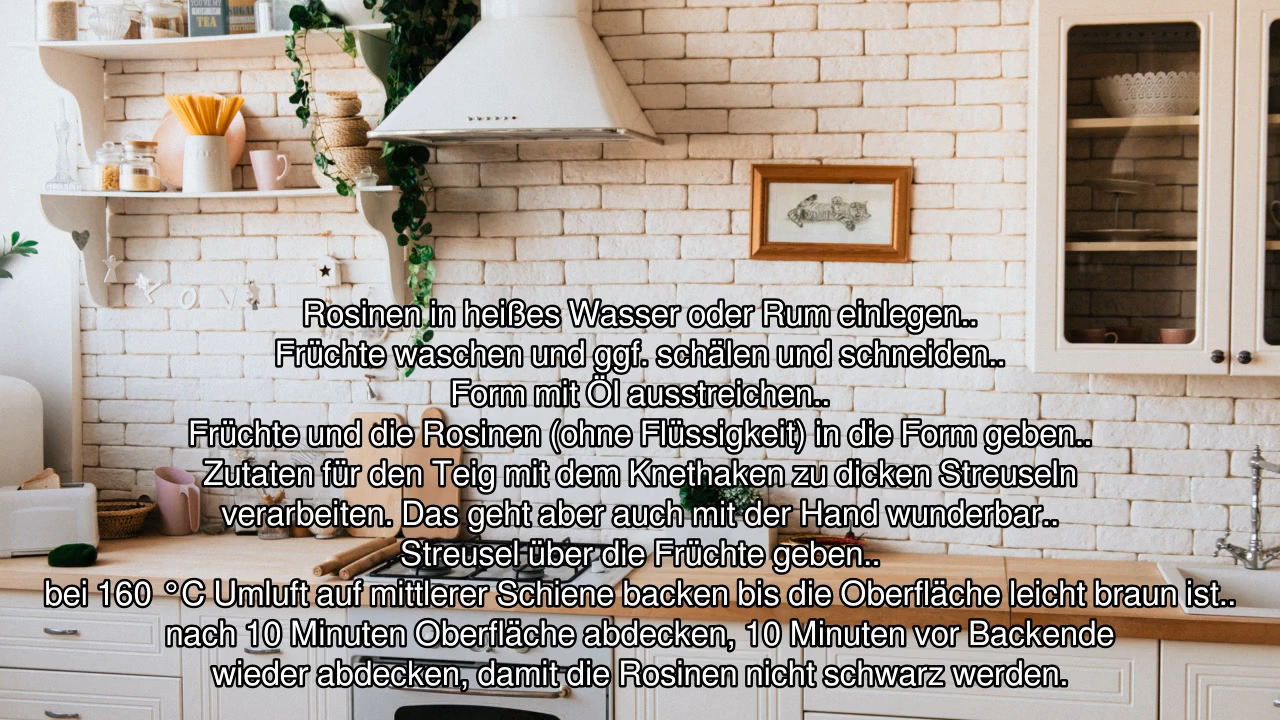 YOU'RE MY
TEA
Rosinen in heißes Wasser oder Rum einlegen..
Früchte waschen und ggf. schälen und schneiden..
Form mit Öl ausstreichen..
Früchte und die Rosinen (ohne Flüssigkeit) in die Form geben..
Zutaten für den Teig mit dem Knethaken zu dicken Streuseln
verarbeiten. Das geht aber auch mit der Hand wunderbar..
Streusel über die Früchte geben..
bei 160 °C Umluft auf mittlerer Schiene backen bis die Oberfläche leicht braun ist..
nach 10 Minuten Oberfläche abdecken, 10 Minuten vor Backende
wieder abdecken, damit die Rosinen nicht schwarz werden.